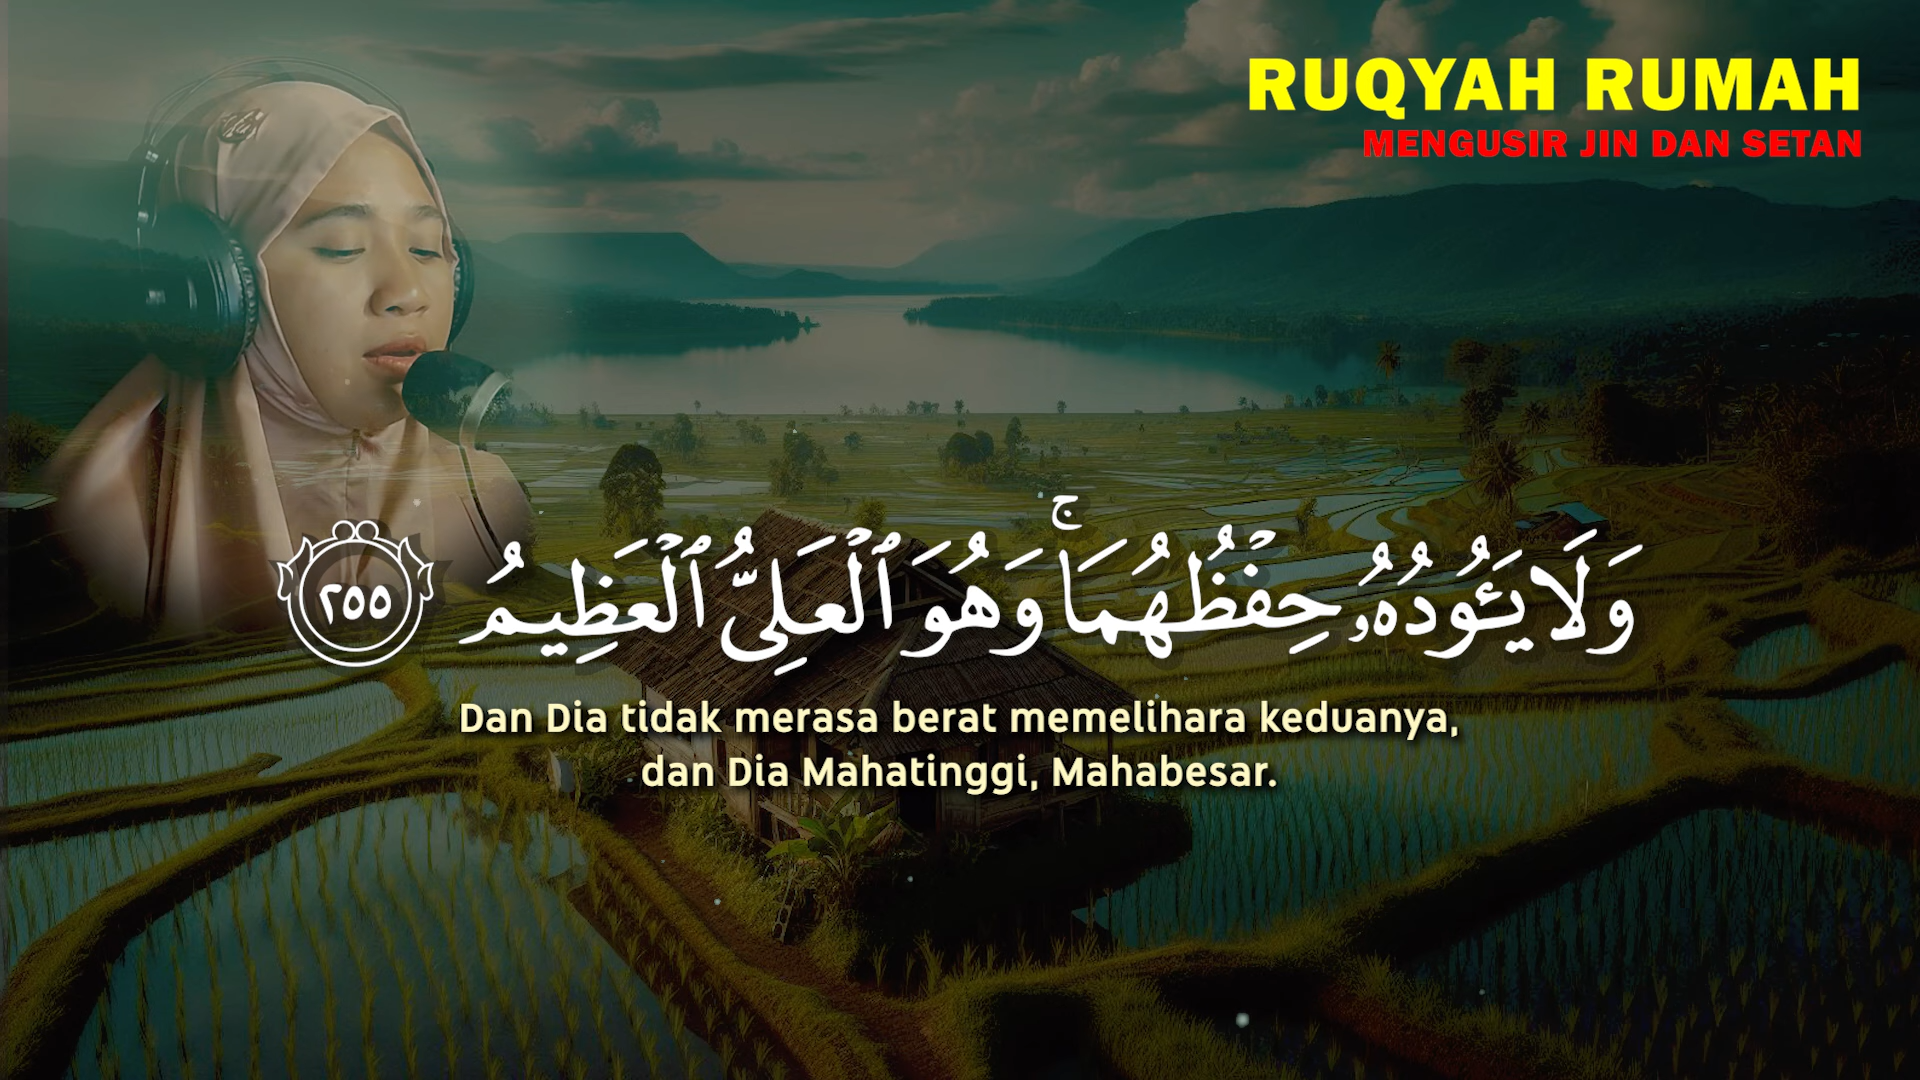 RUQYAH RUMAH
MENGUSIR JIN DAN SETAN
وَلَا يَـُٔودُهُۥ حِفْظُهُمَا ۚ وَهُوَ ٱلْعَلِىُّ ٱلْعَظِيمُ ٢٥٥
Dan Dia tidak merasa berat memelihara keduanya,
dan Dia Mahatinggi, Mahabesar.